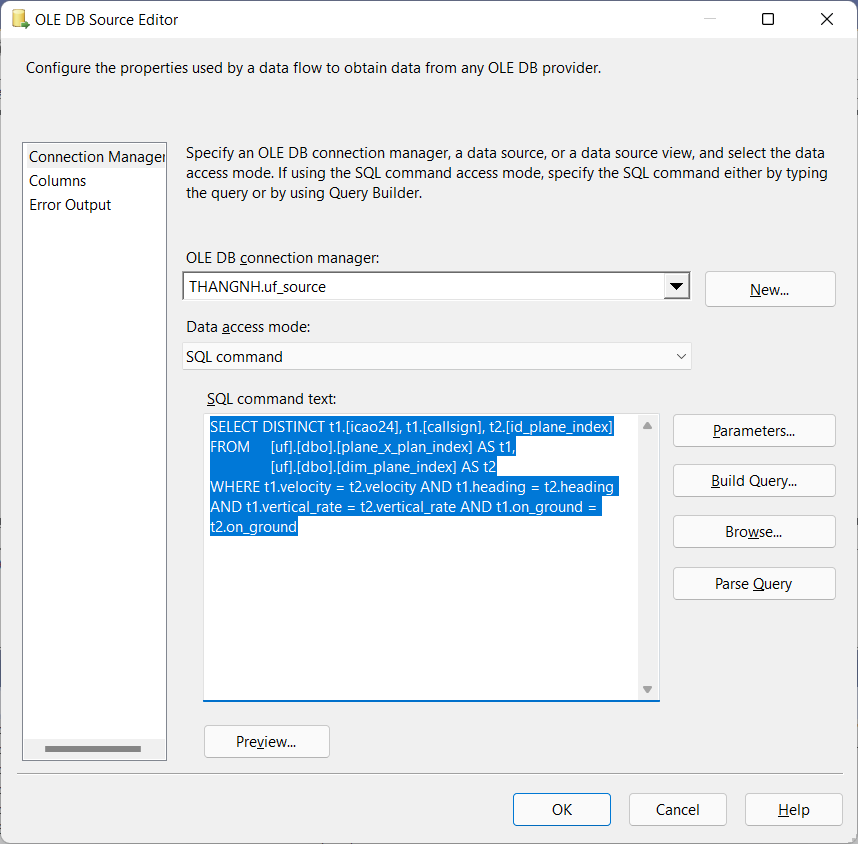 OLE DB Source Editor
Configure the properties used by a data flow to obtain data from any OLE DB provider.
Connection Manager
Columns
Error Output
Specify an OLE DB connection manager, a data source, or a data source view, and select the data
access mode. If using the SQL command access mode, specify the SQL command either by typing
the query or by using Query Builder.
OLE DB connection manager:
THANGNH.uf_source
New...
Data access mode:
SQL command
SQL command text:
SELECT DISTINCT t1.[icao24], t1.[callsign], t2.[id_plane_index]
FROM [uf].[dbo].[plane_x_plan_index] AS t1,
[uf].[dbo].[dim_plane_index] AS t2
WHERE t1.velocity = t2.velocity AND t1.heading = t2.heading
AND t1.vertical_rate = t2.vertical_rate AND t1.on_ground =
t2.on_ground
Parameters...
Build Query...
Browse...
Parse Query
Preview...
OK
Cancel
Help